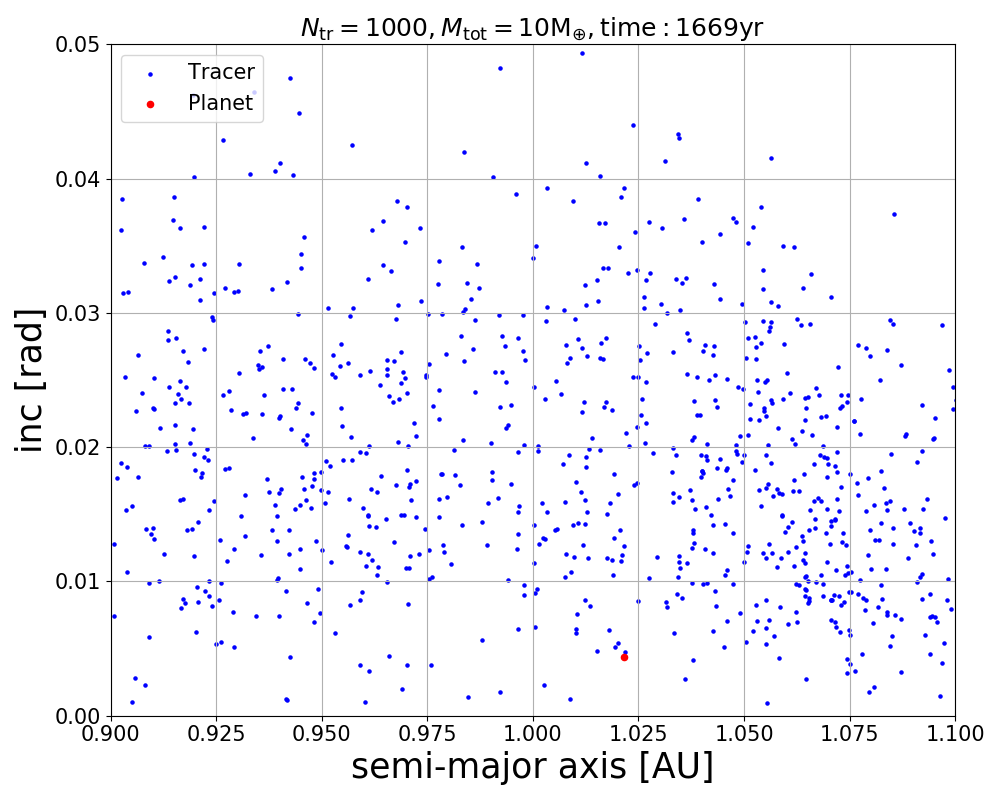 N_tr = 1000, M_tot = 10M_⊕, time : 1669yr
Tracer
Planet
inc [rad]
0.05
0.04
0.03
0.02
0.01
0.00
0.900 0.925 0.950 0.975 1.000 1.025 1.050 1.075 1.100
semi-major axis [AU]